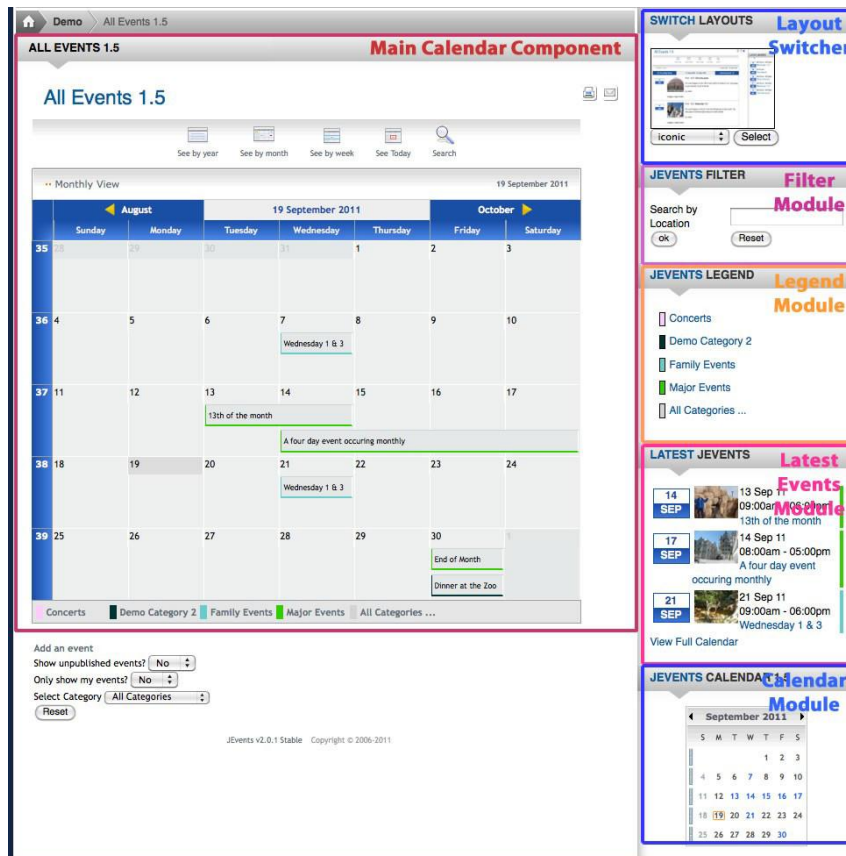 Demo All Events 1.5
ALL EVENTS 1.5
Main Calendar Component
All Events 1.5
See by year See by month See by week See Today Search
Monthly View 19 September 2011
August 19 September 2011 October
Sunday Monday Tuesday Wednesday Thursday Friday Saturday
35 28 29 30 31 1 2 3
36 4 5 6 7 8 9 10
Wednesday 1 & 3
37 11 12 13 14 15 16 17
13th of the month
A four day event occuring monthly
38 18 19 20 21 22 23 24
Wednesday 1 & 3
39 25 26 27 28 29 30 1
End of Month
Dinner at the Zoo
Concerts Demo Category 2 Family Events Major Events All Categories ...
Add an event
Show unpublished events? No
Only show my events? No
Select Category All Categories
Reset
JEvents v2.0.1 Stable Copyright © 2006-2011
SWITCH LAYOUTS
Layout
Switcher
iconic Select
JEVENTS FILTER
Filter
Module
Search by
Location
ok Reset
JEVENTS LEGEND
Legend
Module
Concerts
Demo Category 2
Family Events
Major Events
All Categories ...
LATEST JEVENTS
Latest
Events
Module
14 SEP
13 Sep 11
09:00am - 06:00pm
13th of the month
17 SEP
14 Sep 11
08:00am - 05:00pm
A four day event
occuring monthly
21 SEP
21 Sep 11
09:00am - 06:00pm
Wednesday 1 & 3
View Full Calendar
JEVENTS CALENDAR 1.5
Calendar
Module
September 2011
S M T W T F S
1 2 3
4 5 6 7 8 9 10
11 12 13 14 15 16 17
18 19 20 21 22 23 24
25 26 27 28 29 30